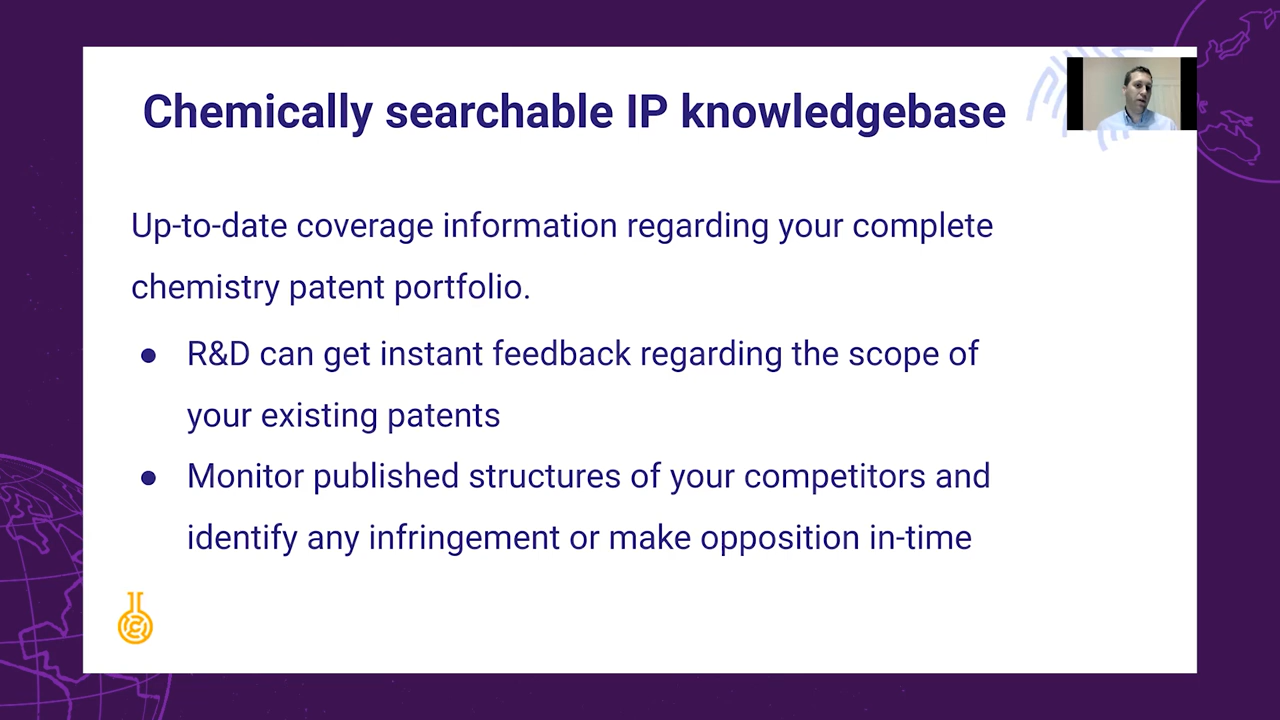 Chemically searchable IP knowledgebase
Up-to-date coverage information regarding your complete
chemistry patent portfolio.
● R&D can get instant feedback regarding the scope of
your existing patents
● Monitor published structures of your competitors and
identify any infringement or make opposition in-time